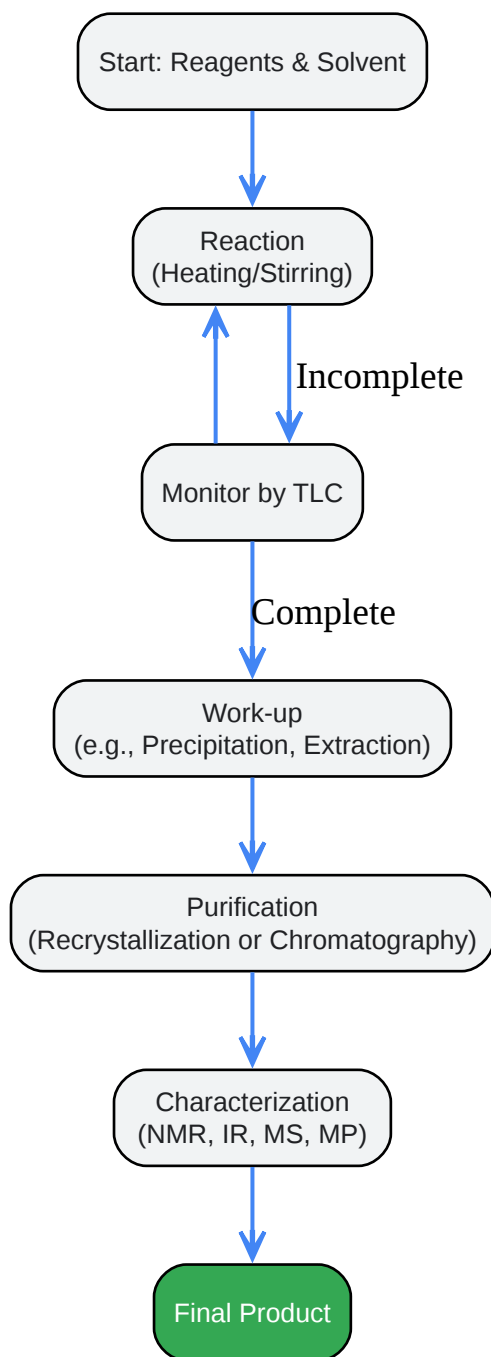 Start: Reagents & Solvent
Reaction
(Heating/Stirring)
Incomplete
Monitor by TLC
Complete
Work-up
(e.g., Precipitation, Extraction)
Purification
(Recrystallization or Chromatography)
Characterization
(NMR, IR, MS, MP)
Final Product